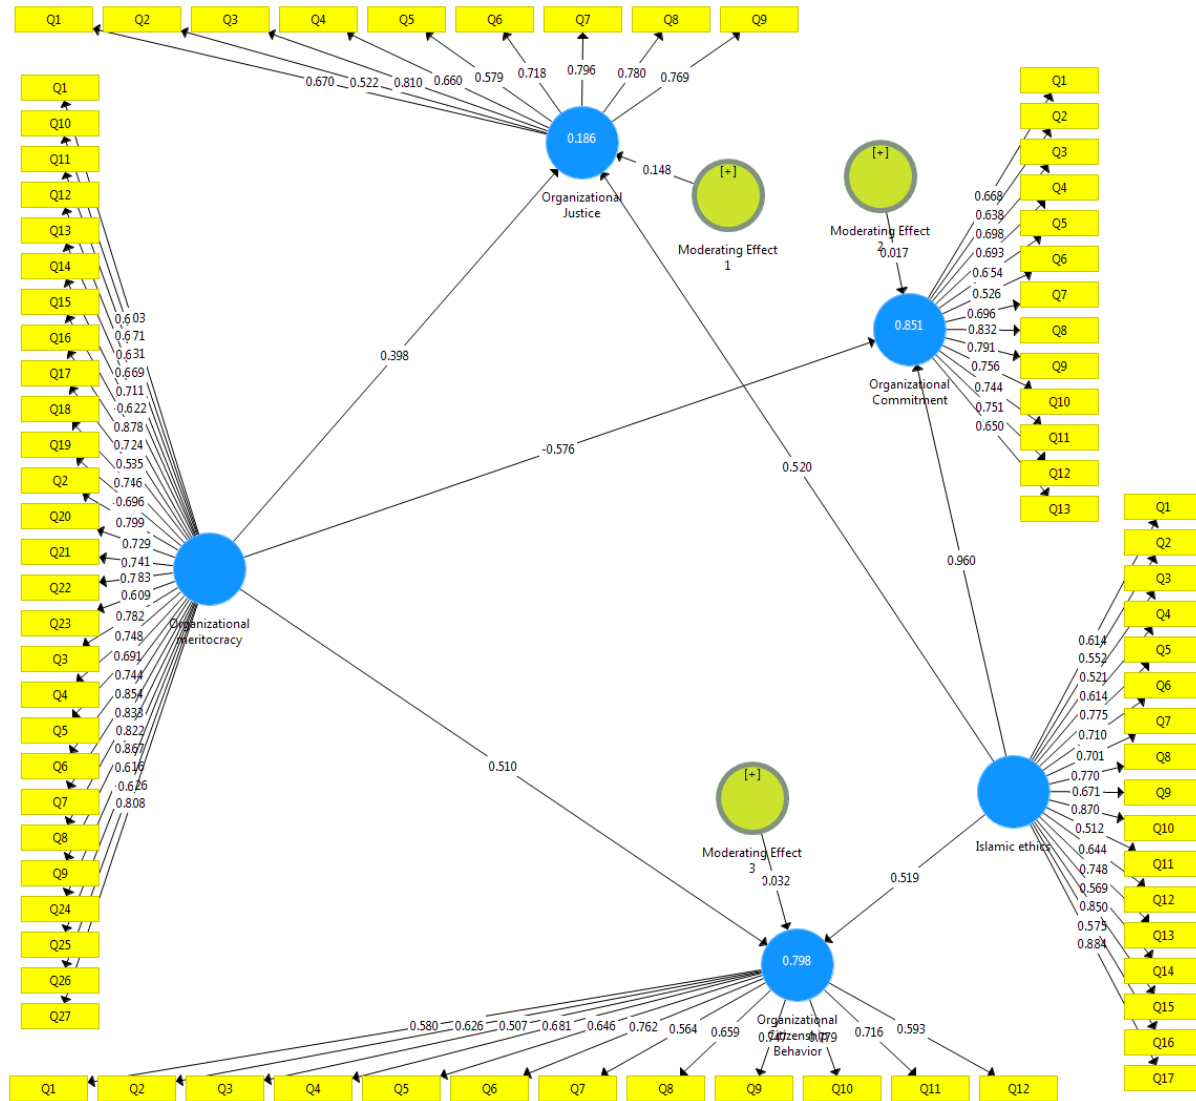 Q1 Q2 Q3 Q4 Q5 Q6 Q7 Q8 Q9
0.670 0.522 0.810 0.660 0.579 0.718 0.796 0.780 0.769
0.186
Organizational
Justice
0.148
[+]
Moderating Effect
1
[+]
Moderating Effect
2
0.017
0.851
Organizational
Commitment
Q1
Q2
Q3
Q4
Q5
Q6
Q7
Q8
Q9
Q10
Q11
Q12
Q13
0.668
0.638
0.698
0.693
0.654
0.526
0.696
0.832
0.791
0.756
0.744
0.751
0.650
Q1
Q10
Q11
Q12
Q13
Q14
Q15
Q16
Q17
Q18
Q19
Q2
Q20
Q21
Q22
Q23
Q3
Q4
Q5
Q6
Q7
Q8
Q9
Q24
Q25
Q26
Q27
0.603
0.671
0.631
0.669
0.711
0.622
0.878
0.724
0.535
0.746
0.696
0.799
0.729
0.741
0.783
0.609
0.782
0.748
0.691
0.744
0.854
0.833
0.822
0.867
0.616
0.626
0.808
Organizational
meritocracy
0.398
-0.576
0.520
0.960
0.510
0.519
[+]
Moderating Effect
3
0.032
Islamic ethics
Q1
Q2
Q3
Q4
Q5
Q6
Q7
Q8
Q9
Q10
Q11
Q12
Q13
Q14
Q15
Q16
Q17
0.614
0.552
0.521
0.614
0.775
0.710
0.701
0.770
0.671
0.870
0.512
0.644
0.748
0.569
0.850
0.575
0.884
0.798
Organizational
Citizenship
Behavior
0.580 0.626 0.507 0.681 0.646 0.762 0.564 0.659 0.716 0.593
Q1 Q2 Q3 Q4 Q5 Q6 Q7 Q8 Q9 Q10 Q11 Q12